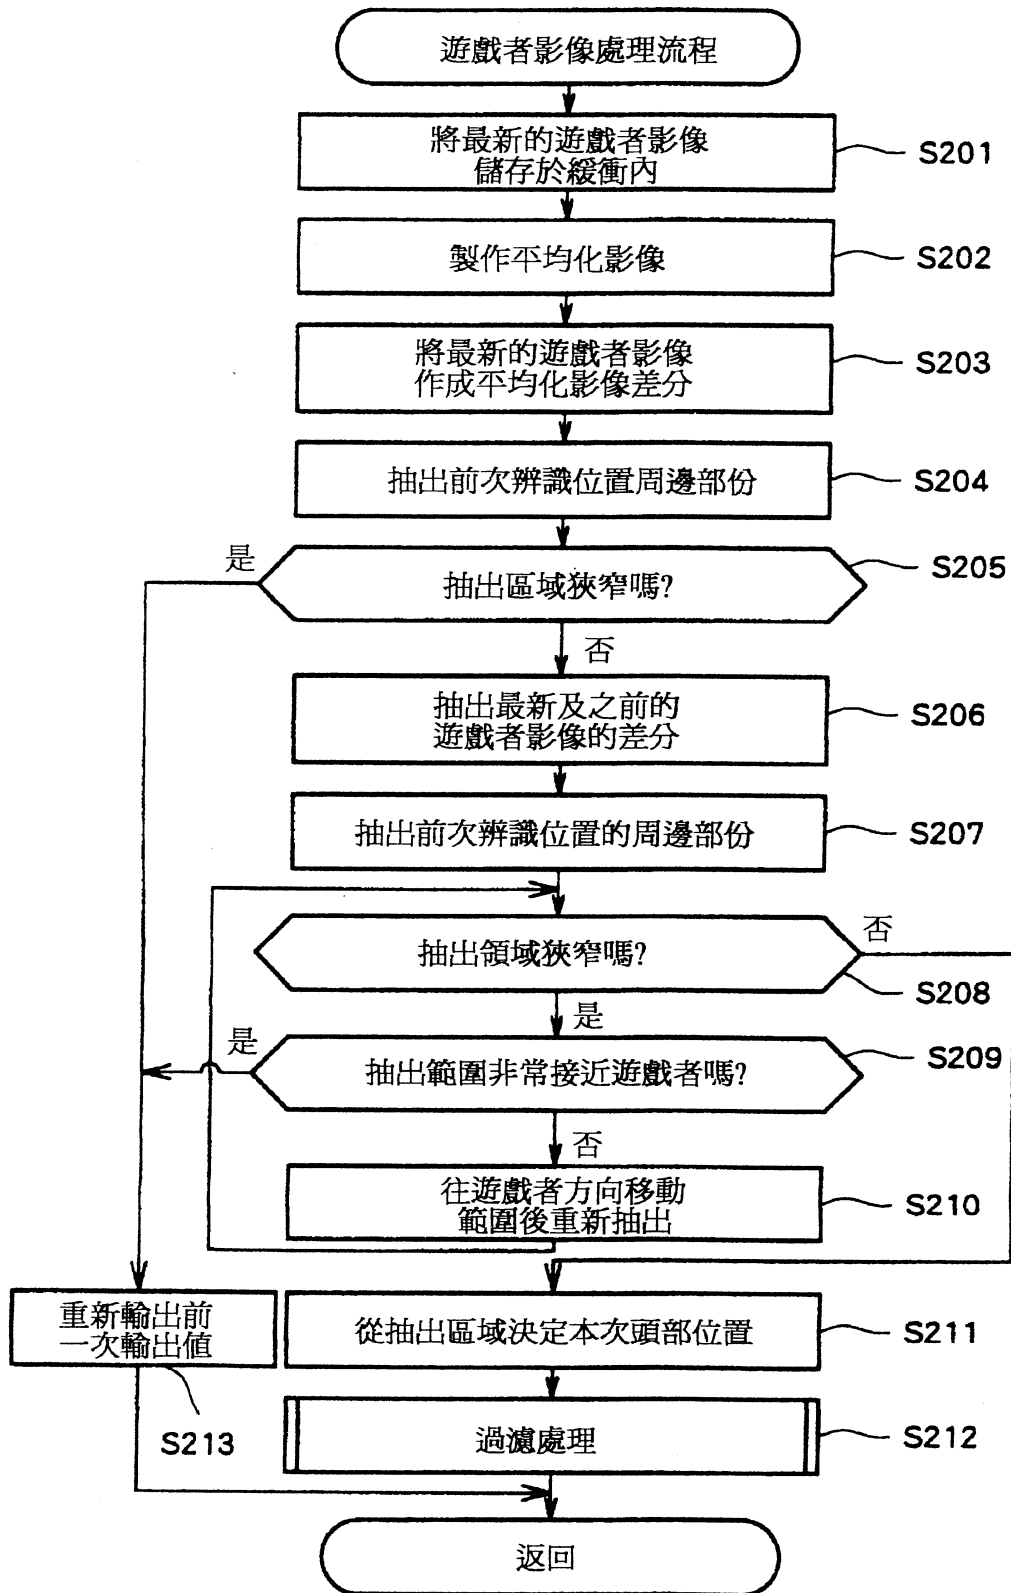 遊戲者影像處理流程
將最新的遊戲者影像
儲存於緩衝內
S201
製作平均化影像
S202
將最新的遊戲者影像
作成平均化影像差分
S203
抽出前次辨識位置周邊部份
S204
是
抽出區域狹窄嗎?
S205
否
抽出最新及之前的
遊戲者影像的差分
S206
抽出前次辨識位置的周邊部份
S207
抽出領域狹窄嗎?
否
S208
是
是
抽出範圍非常接近遊戲者嗎?
S209
否
往遊戲者方向移動
範圍後重新抽出
S210
重新輸出前
一次輸出值
S213
從抽出區域決定本次頭部位置
S211
過濾處理
S212
返回